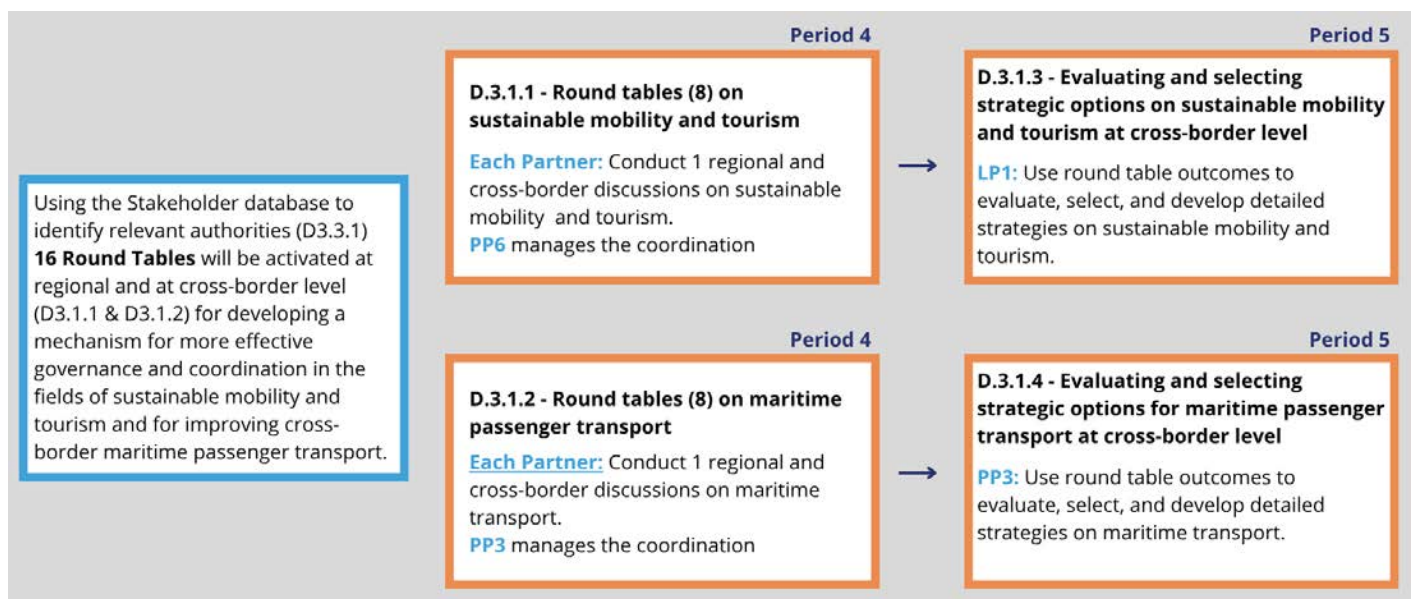 Using the Stakeholder database to
identify relevant authorities (D3.3.1)
16 Round Tables will be activated at
regional and at cross-border level
(D3.1.1 & D3.1.2) for developing a
mechanism for more effective
governance and coordination in the
fields of sustainable mobility and
tourism and for improving cross-
border maritime passenger transport.
Period 4
D.3.1.1 - Round tables (8) on
sustainable mobility and tourism
Each Partner: Conduct 1 regional and
cross-border discussions on sustainable
mobility and tourism.
PP6 manages the coordination
→
Period 5
D.3.1.3 - Evaluating and selecting
strategic options on sustainable mobility
and tourism at cross-border level
LP1: Use round table outcomes to
evaluate, select, and develop detailed
strategies on sustainable mobility and
tourism.
Period 4
D.3.1.2 - Round tables (8) on maritime
passenger transport
Each Partner: Conduct 1 regional and
cross-border discussions on maritime
transport.
PP3 manages the coordination
→
Period 5
D.3.1.4 - Evaluating and selecting
strategic options for maritime passenger
transport at cross-border level
PP3: Use round table outcomes to
evaluate, select, and develop detailed
strategies on maritime transport.